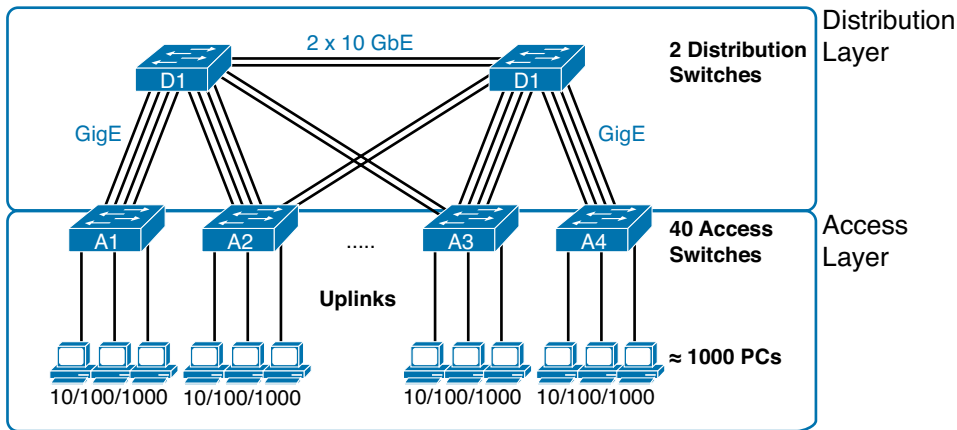 Distribution
Layer
2 x 10 GbE
2 Distribution
Switches
D1
D1
GigE
GigE
A1
A2
.....
A3
A4
40 Access
Switches
Access
Layer
Uplinks
≈ 1000 PCs
10/100/1000
10/100/1000
10/100/1000
10/100/1000